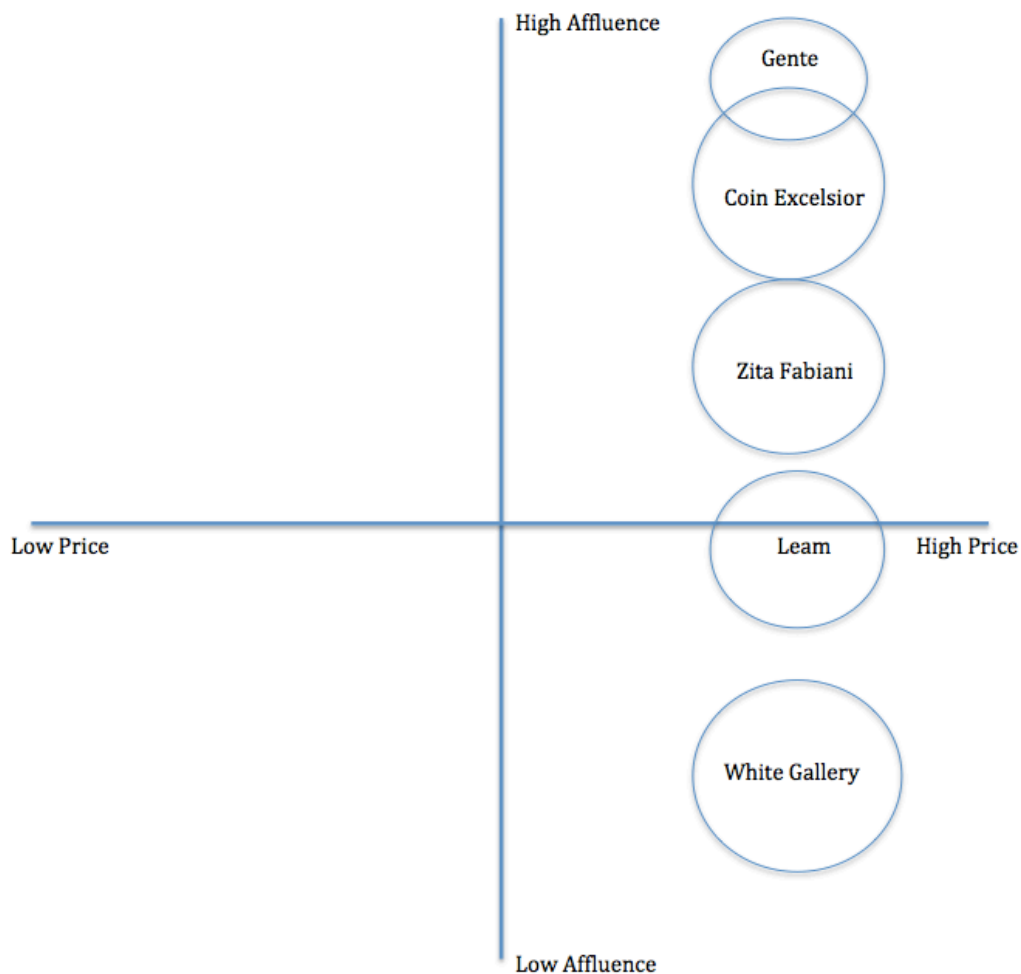 High Affluence
Gente
Coin Excelsior
Zita Fabiani
Low Price
Leam
High Price
White Gallery
Low Affluence